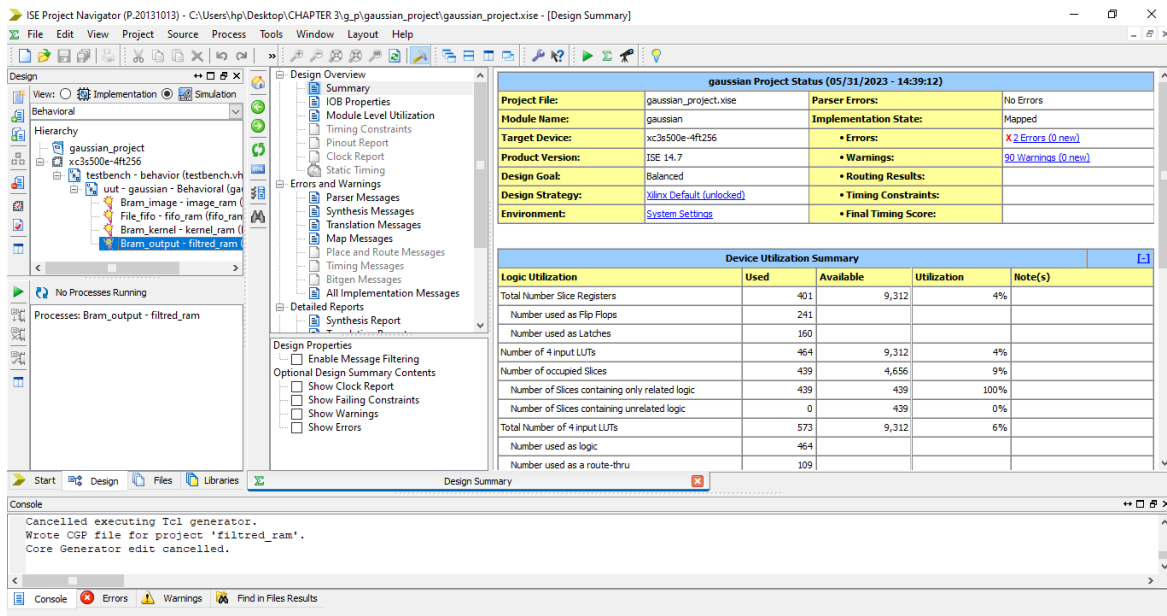 ISE Project Navigator (P.20131013) - C:\Users\hp\Desktop\CHAPTER 3\g_p\gaussian_project\gaussian_project.xise - [Design Summary]
File Edit View Project Source Process Tools Window Layout Help
Design
View: Implementation Simulation
Behavioral
Hierarchy
gaussian_project
xc3s500e-4ft256
testbench - behavior (testbench.vh
uut - gaussian - Behavioral (gau
Bram_image - image_ram (
File_fifo - fifo_ram (fifo_ran
Bram_kernel - kernel_ram (l
Bram_output - filtred_ram (
No Processes Running
Processes: Bram_output - filtred_ram
Start Design Files Libraries
Design Overview
Summary
IOB Properties
Module Level Utilization
Timing Constraints
Pinout Report
Clock Report
Static Timing
Errors and Warnings
Parser Messages
Synthesis Messages
Translation Messages
Map Messages
Place and Route Messages
Timing Messages
Bitgen Messages
All Implementation Messages
Detailed Reports
Synthesis Report
Design Properties
Enable Message Filtering
Optional Design Summary Contents
Show Clock Report
Show Failing Constraints
Show Warnings
Show Errors
gaussian Project Status (05/31/2023 - 14:39:12)
Project File: gaussian_project.xise Parser Errors: No Errors
Module Name: gaussian Implementation State: Mapped
Target Device: xc3s500e-4ft256 • Errors: X 2 Errors (0 new)
Product Version: ISE 14.7 • Warnings: 90 Warnings (0 new)
Design Goal: Balanced • Routing Results:
Design Strategy: Xilinx Default (unlocked) • Timing Constraints:
Environment: System Settings • Final Timing Score:
Device Utilization Summary [-]
Logic Utilization Used Available Utilization Note(s)
Total Number Slice Registers 401 9,312 4%
Number used as Flip Flops 241
Number used as Latches 160
Number of 4 input LUTs 464 9,312 4%
Number of occupied Slices 439 4,656 9%
Number of Slices containing only related logic 439 439 100%
Number of Slices containing unrelated logic 0 439 0%
Total Number of 4 input LUTs 573 9,312 6%
Number used as logic 464
Number used as a route-thru 109
Design Summary
Console
Cancelled executing Tcl generator.
Wrote CGP file for project 'filtred_ram'.
Core Generator edit cancelled.
Console Errors Warnings Find in Files Results